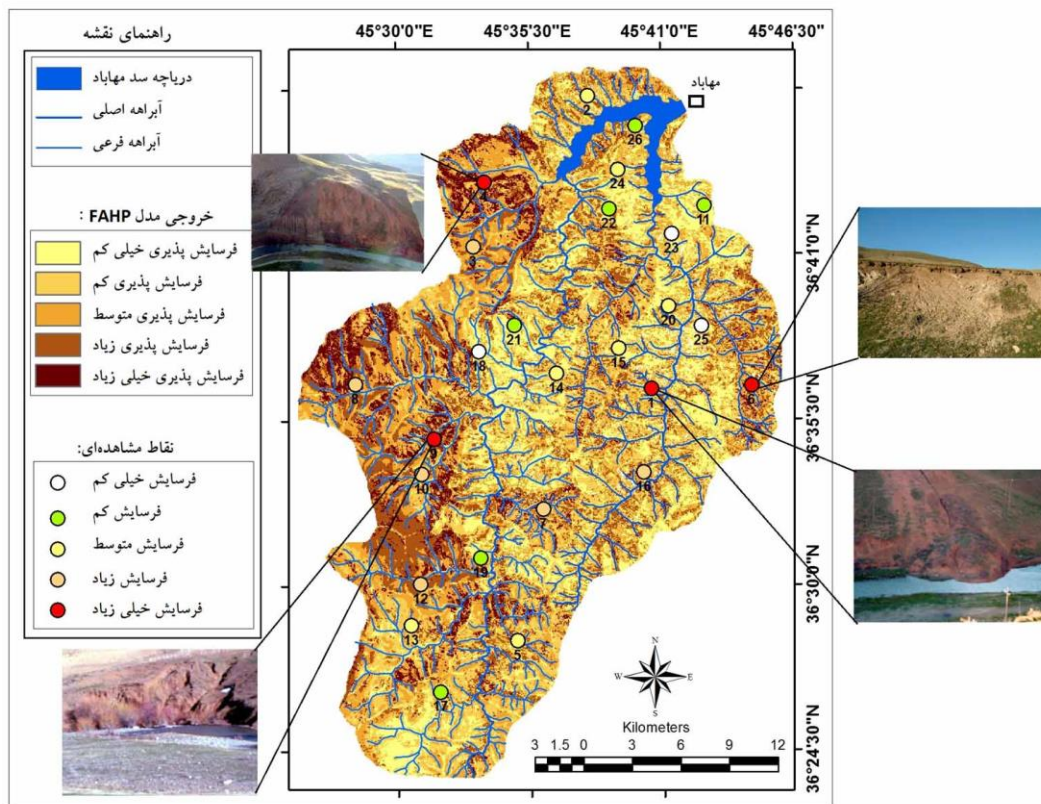 راهنمای نقشه
دریاچه سد مهاباد
آبراهه اصلی
آبراهه فرعی
خروجی مدل FAHP :
فرسایش پذیری خیلی کم
فرسایش پذیری کم
فرسایش پذیری متوسط
فرسایش پذیری زیاد
فرسایش پذیری خیلی زیاد
نقاط مشاهده‌ای:
فرسایش خیلی کم
فرسایش کم
فرسایش متوسط
فرسایش زیاد
فرسایش خیلی زیاد
45°30'0"E 45°35'30"E 45°41'0"E 45°46'30"E
مهاباد
2
26
24
4
22
11
23
3
36°41'0"N
20
21
25
15
18
14
8
1
6
36°35'30"N
9
10
16
7
19
12
36°30'0"N
13
5
17
N
W E
S
Kilometers
3 1.5 0 3 6 9 12
36°24'30"N